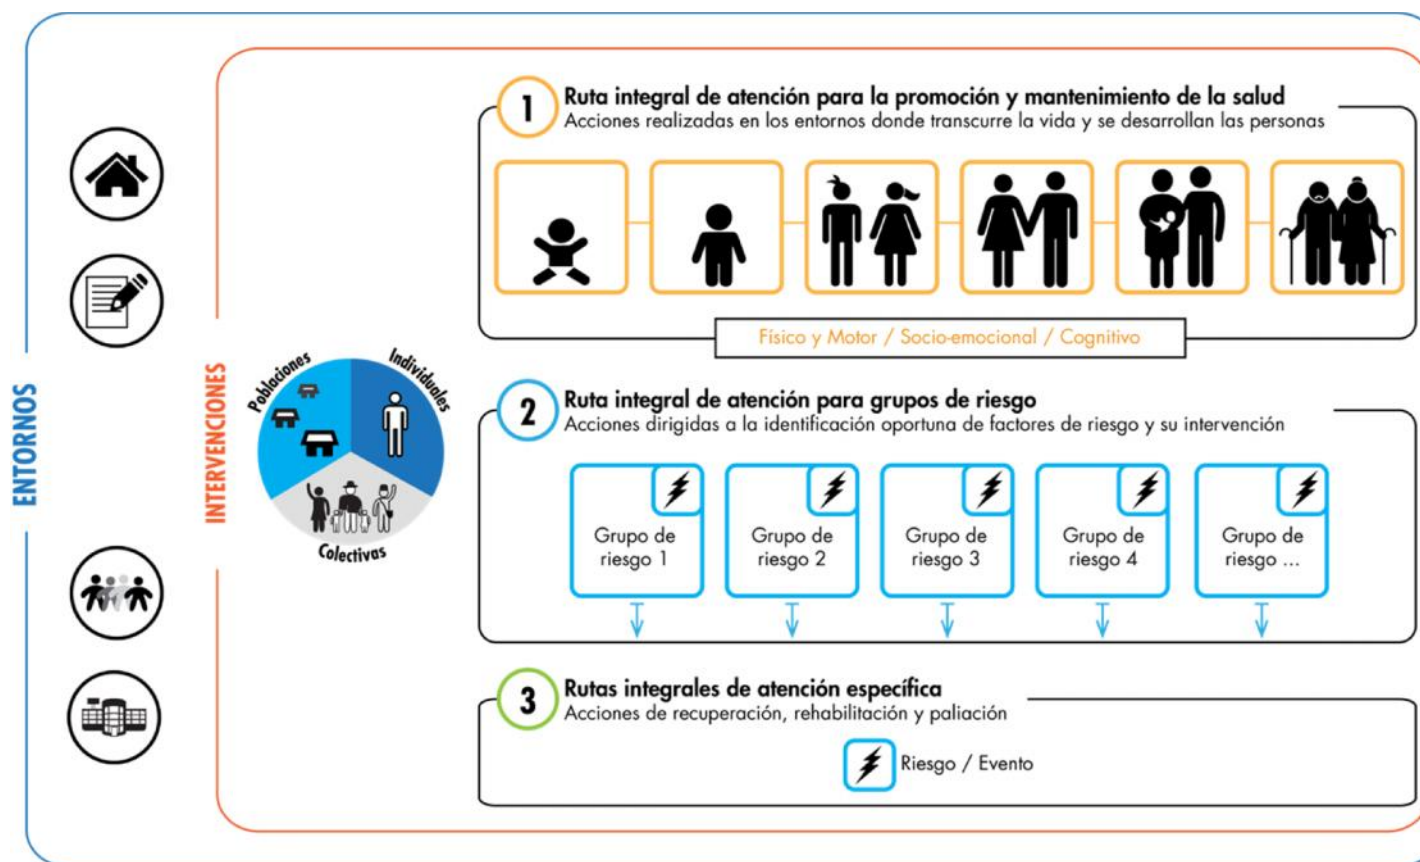 ENTORNOS
INTERVENCIONES
Poblaciones
Individuales
Colectivas
1
Ruta integral de atención para la promoción y mantenimiento de la salud
Acciones realizadas en los entornos donde transcurre la vida y se desarrollan las personas
Físico y Motor / Socio-emocional / Cognitivo
2
Ruta integral de atención para grupos de riesgo
Acciones dirigidas a la identificación oportuna de factores de riesgo y su intervención
Grupo de
riesgo 1
Grupo de
riesgo 2
Grupo de
riesgo 3
Grupo de
riesgo 4
Grupo de
riesgo ...
3
Rutas integrales de atención específica
Acciones de recuperación, rehabilitación y paliación
Riesgo / Evento